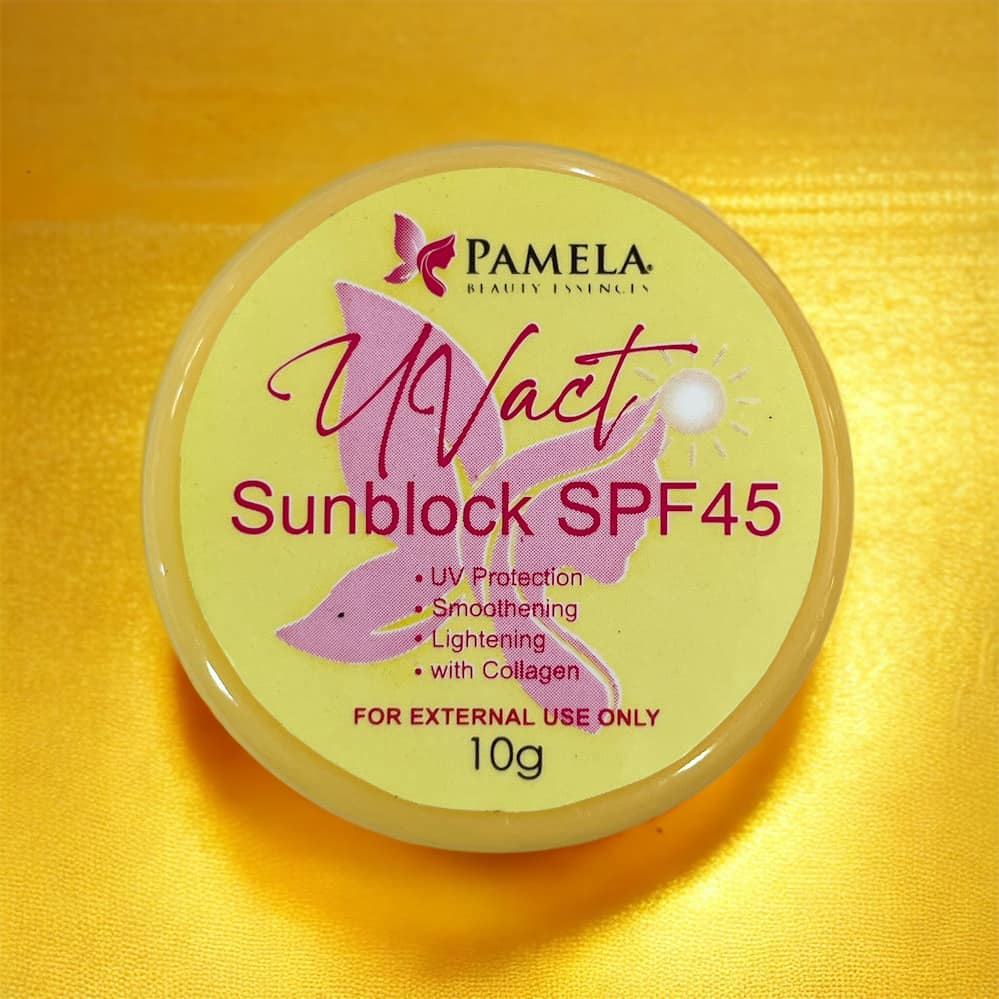 PAMELA®
BEAUTY ESSENCES
UVact
Sunblock SPF45
• UV Protection
• Smoothening
• Lightening
• with Collagen
FOR EXTERNAL USE ONLY
10g